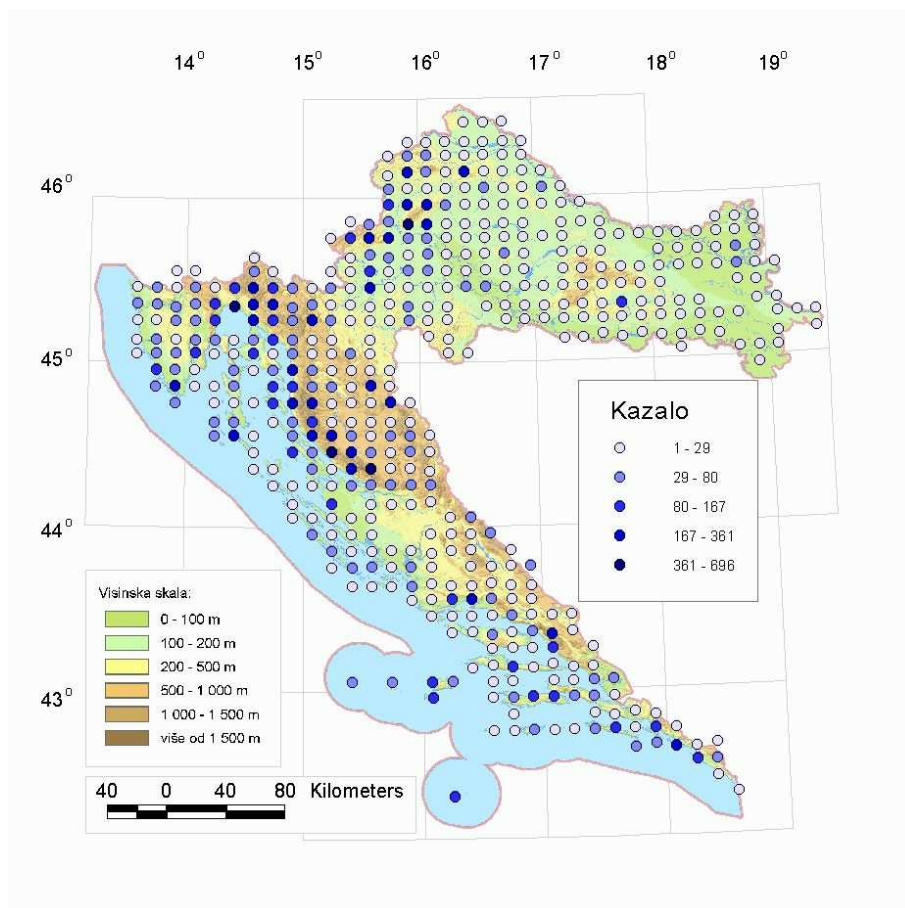 14° 15° 16° 17° 18° 19°
46°
45°
44°
43°
Kazalo
1 - 29
29 - 80
80 - 167
167 - 361
361 - 696
Visinska skala:
0 - 100 m
100 - 200 m
200 - 500 m
500 - 1 000 m
1 000 - 1 500 m
više od 1 500 m
40 0 40 80 Kilometers